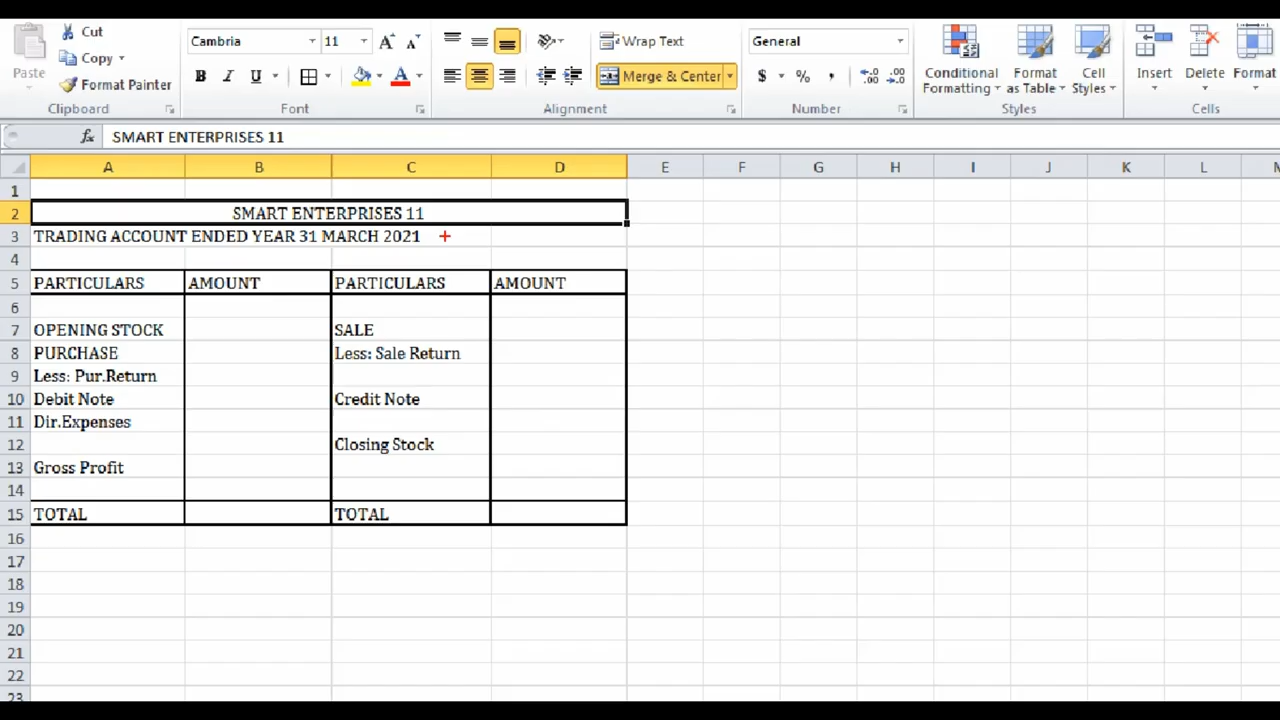 Cut
Cambria 11 Wrap Text General
Copy
Paste Format Painter B I U Merge & Center $ % , Conditional Formatting Format as Table Cell Styles Insert Delete Format
Clipboard Font Alignment Number Styles Cells
fx SMART ENTERPRISES 11
A B C D E F G H I J K L
1
2 SMART ENTERPRISES 11
3 TRADING ACCOUNT ENDED YEAR 31 MARCH 2021
4
5 PARTICULARS AMOUNT PARTICULARS AMOUNT
6
7 OPENING STOCK SALE
8 PURCHASE Less: Sale Return
9 Less: Pur.Return
10 Debit Note Credit Note
11 Dir.Expenses
12 Closing Stock
13 Gross Profit
14
15 TOTAL TOTAL
16
17
18
19
20
21
22
23